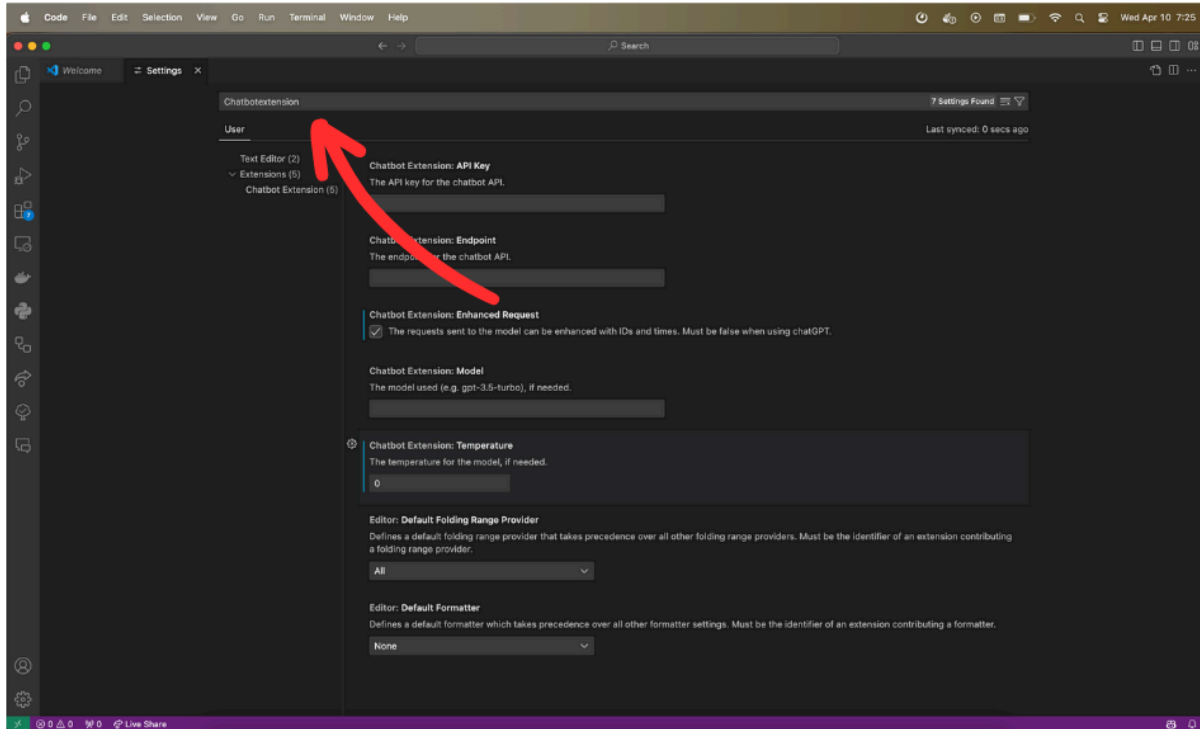 Code File Edit Selection View Go Run Terminal Window Help Wed Apr 10 7:25
Search
Welcome Settings
Chatbotextension 7 Settings Found
User Last synced: 0 secs ago
Text Editor (2)
Extensions (5)
Chatbot Extension (5)
Chatbot Extension: API Key
The API key for the chatbot API.
Extension: Endpoint
The the chatbot API.
Chatbot Extension: Enhanced Request
The requests sent to the model can be enhanced with IDs and times. Must be false when using chatGPT.
Chatbot Extension: Model
The model used (e.g. gpt-3.5-turbo), if needed.
Chatbot Extension: Temperature
The temperature for the model, if needed.
0
Editor: Default Folding Range Provider
Defines a default folding range provider that takes precedence over all other folding range providers. Must be the identifier of an extension contributing
a folding range provider.
All
Editor: Default Formatter
Defines a default formatter which takes precedence over all other formatter settings. Must be the identifier of an extension contributing a formatter.
None
7
0 0 0 Live Share